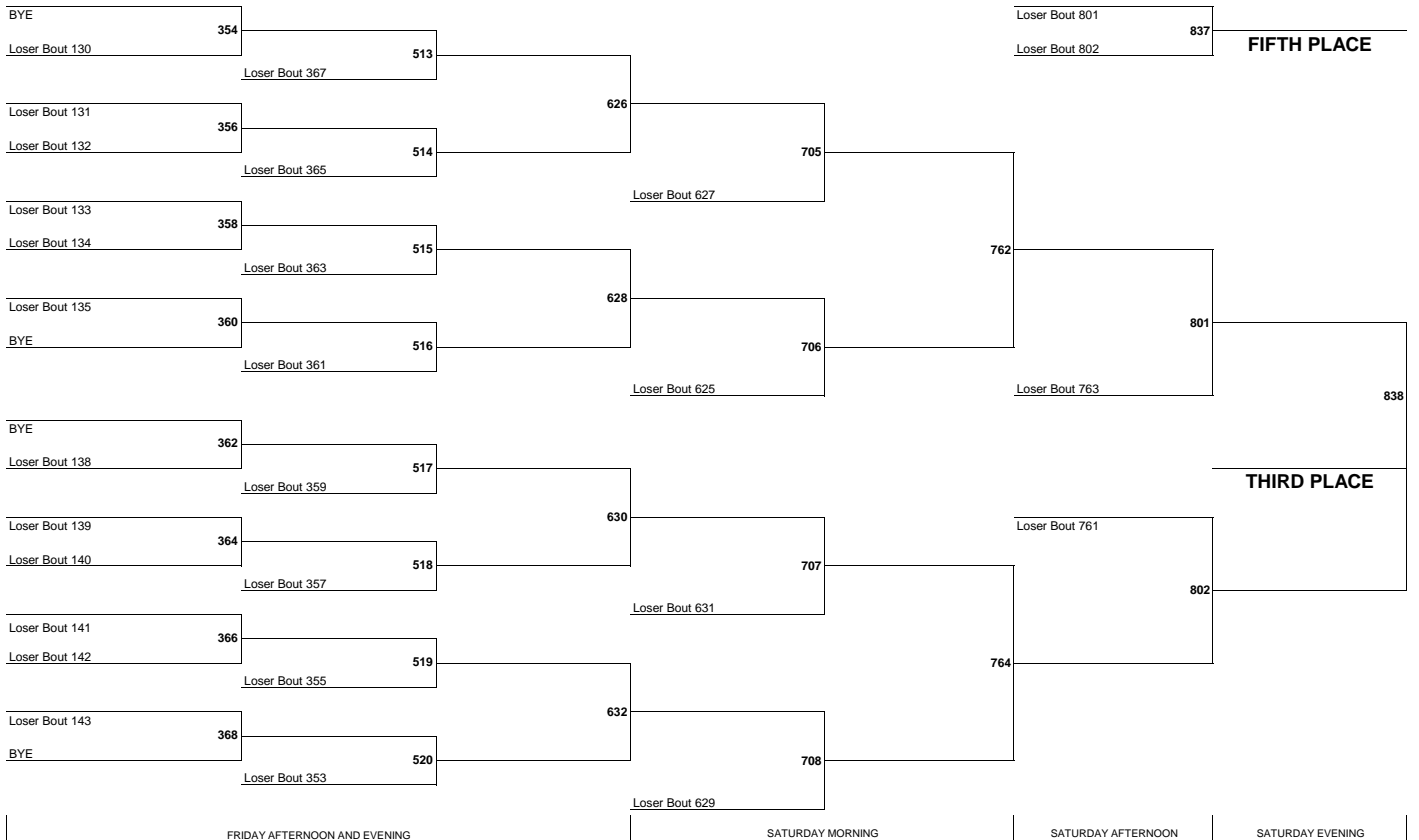 BYE
354
Loser Bout 130
513
Loser Bout 367
626
Loser Bout 131
356
Loser Bout 132
514
Loser Bout 365
705
Loser Bout 627
Loser Bout 133
358
Loser Bout 134
515
Loser Bout 363
762
628
Loser Bout 135
360
BYE
516
Loser Bout 361
706
Loser Bout 625
801
Loser Bout 763
838
BYE
362
Loser Bout 138
517
Loser Bout 359
630
Loser Bout 139
364
Loser Bout 140
518
Loser Bout 357
707
Loser Bout 631
Loser Bout 141
366
Loser Bout 142
519
Loser Bout 355
764
632
Loser Bout 143
368
BYE
520
Loser Bout 353
708
Loser Bout 629
Loser Bout 761
802
Loser Bout 801
837
Loser Bout 802
FIFTH PLACE
THIRD PLACE
FRIDAY AFTERNOON AND EVENING
SATURDAY MORNING
SATURDAY AFTERNOON
SATURDAY EVENING